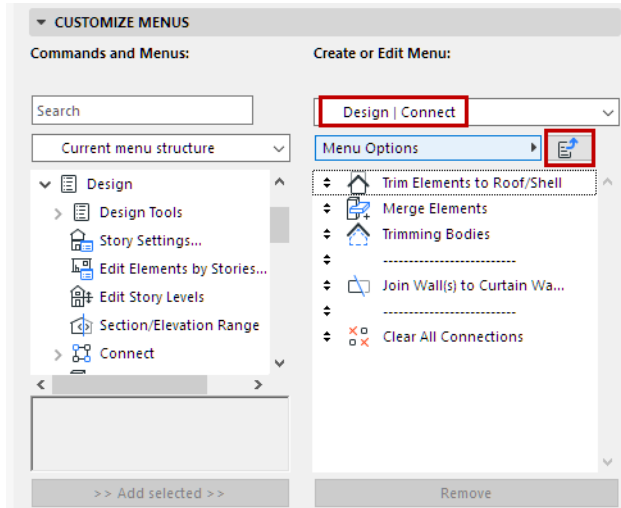 CUSTOMIZE MENUS
Commands and Menus:
Create or Edit Menu:
Search
Design | Connect
Current menu structure
Menu Options
Design
Design Tools
Story Settings...
Edit Elements by Stories...
Edit Story Levels
Section/Elevation Range
Connect
Trim Elements to Roof/Shell
Merge Elements
Trimming Bodies
--------------------------
Join Wall(s) to Curtain Wa...
--------------------------
Clear All Connections
>> Add selected >>
Remove